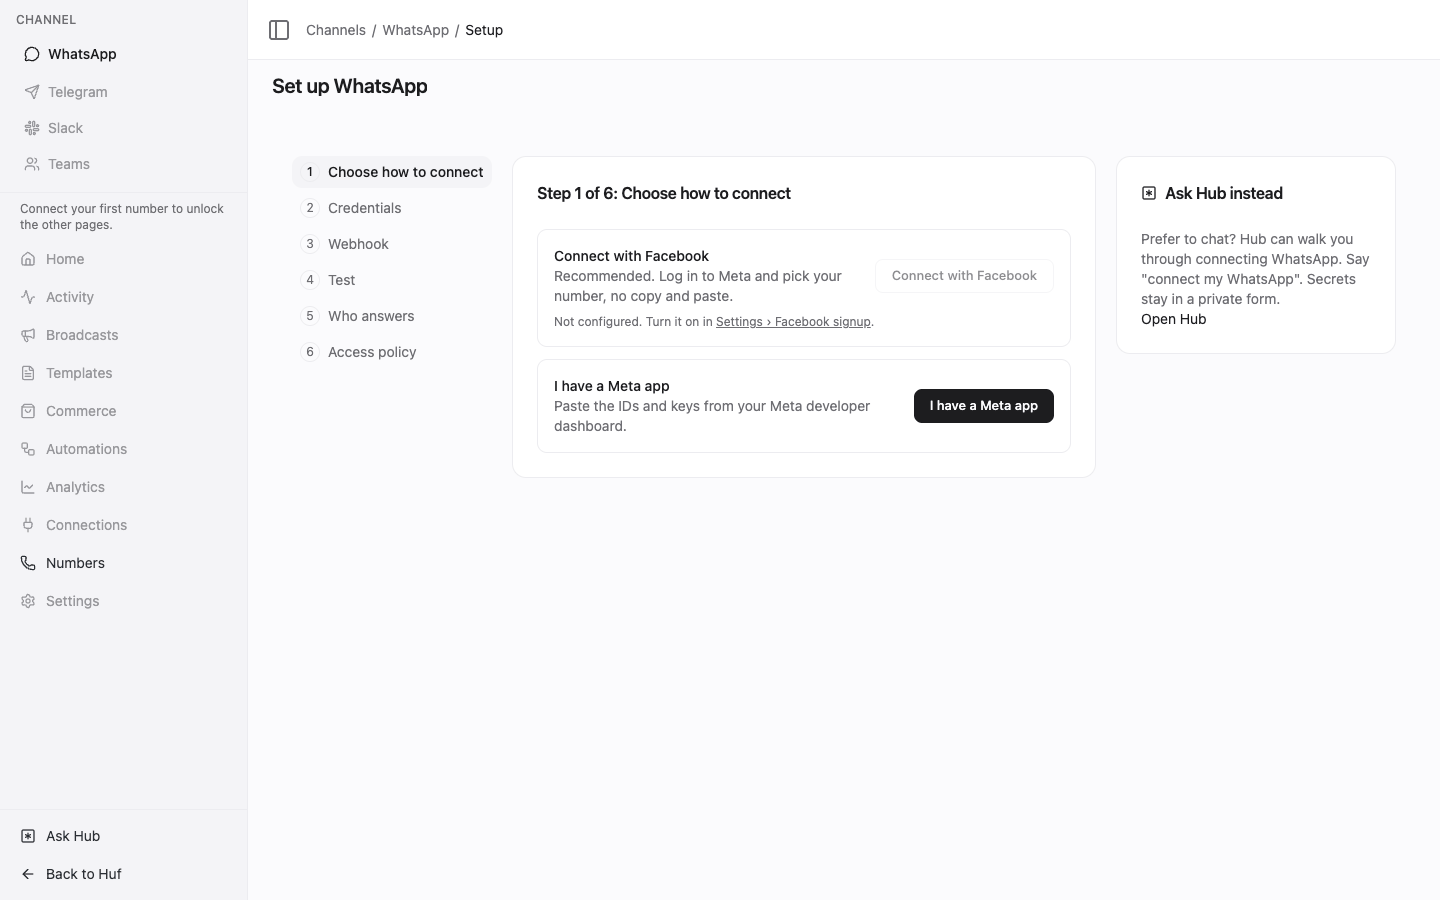 CHANNEL
WhatsApp
Telegram
Slack
Teams
Connect your first number to unlock
the other pages.
Home
Activity
Broadcasts
Templates
Commerce
Automations
Analytics
Connections
Numbers
Settings
Ask Hub
Back to Huf
Channels / WhatsApp / Setup
Set up WhatsApp
1 Choose how to connect
2 Credentials
3 Webhook
4 Test
5 Who answers
6 Access policy
Step 1 of 6: Choose how to connect
Connect with Facebook
Recommended. Log in to Meta and pick your
number, no copy and paste.
Not configured. Turn it on in Settings › Facebook signup.
Connect with Facebook
I have a Meta app
Paste the IDs and keys from your Meta developer
dashboard.
I have a Meta app
Ask Hub instead
Prefer to chat? Hub can walk you
through connecting WhatsApp. Say
"connect my WhatsApp". Secrets
stay in a private form.
Open Hub